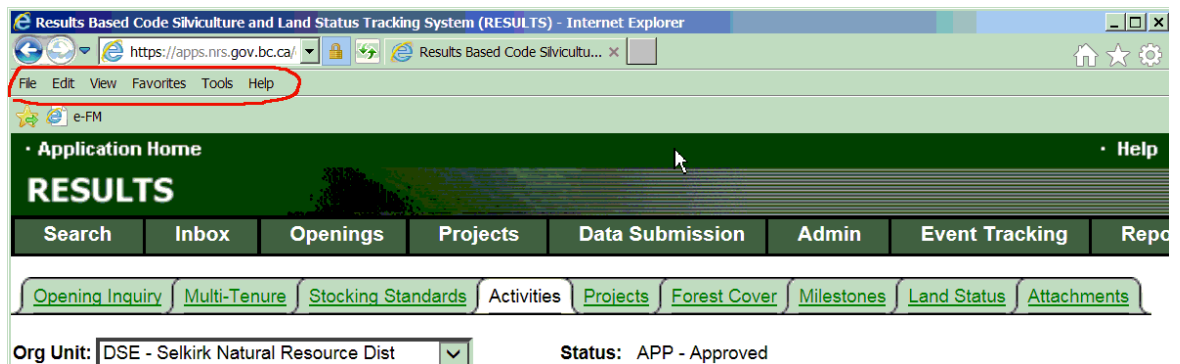 Results Based Code Silviculture and Land Status Tracking System (RESULTS) - Internet Explorer
https://apps.nrs.gov.bc.ca/ Results Based Code Silvicultu...
File Edit View Favorites Tools Help
e-FM
· Application Home · Help
RESULTS
Search Inbox Openings Projects Data Submission Admin Event Tracking Repo
Opening Inquiry Multi-Tenure Stocking Standards Activities Projects Forest Cover Milestones Land Status Attachments
Org Unit: DSE - Selkirk Natural Resource Dist Status: APP - Approved